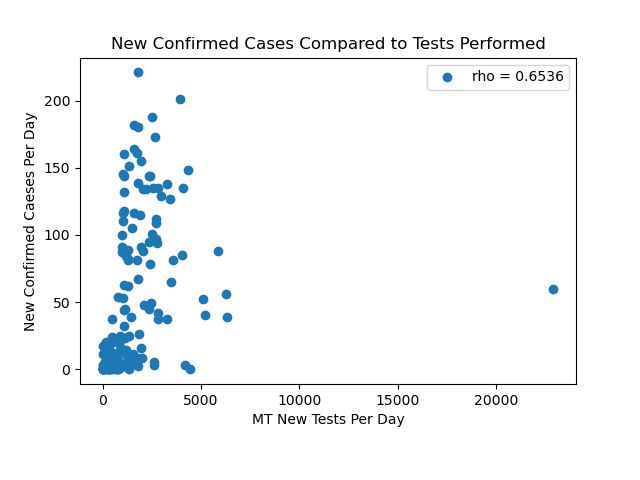 New Confirmed Cases Compared to Tests Performed
rho = 0.6536
New Confirmed Caeses Per Day
200
150
100
50
0
0 5000 10000 15000 20000
MT New Tests Per Day